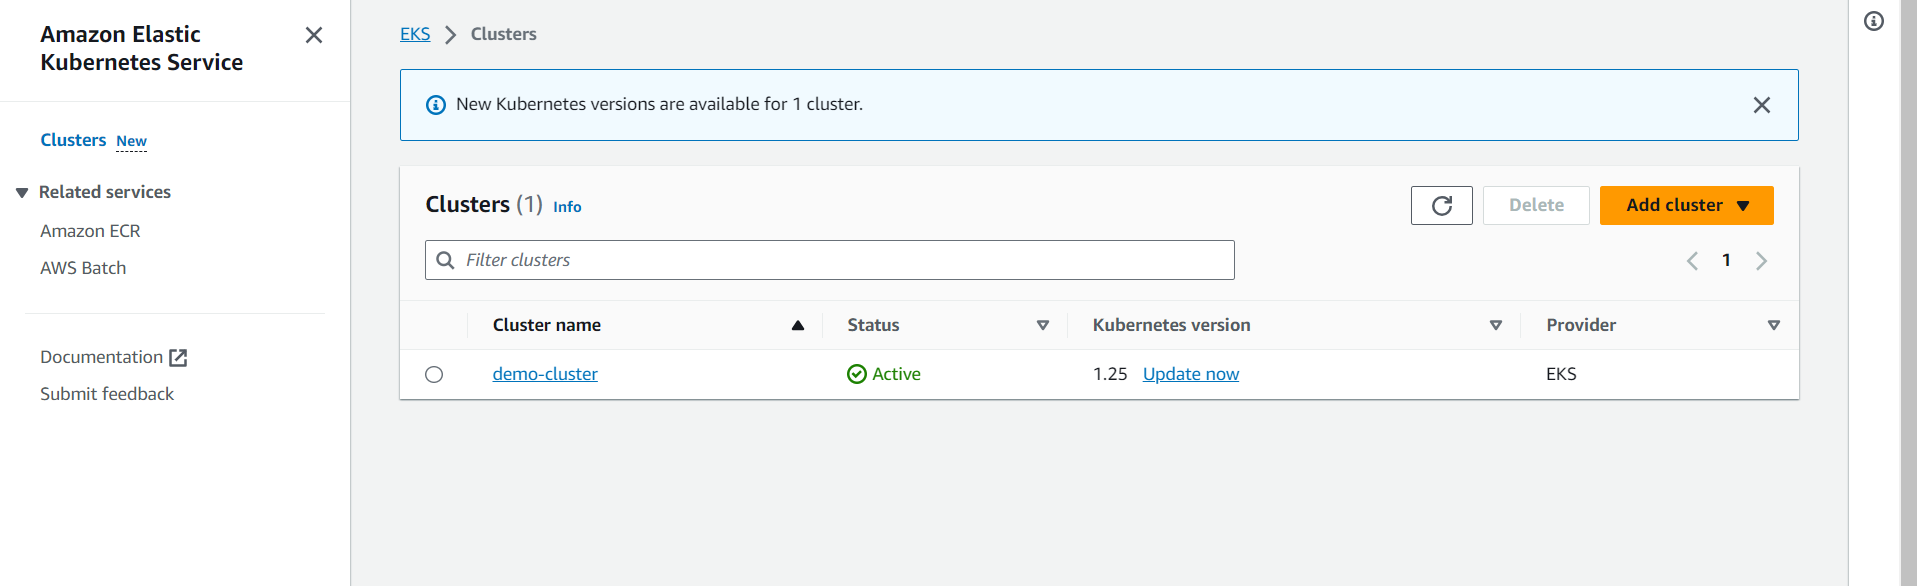 Amazon Elastic
Kubernetes Service
Clusters New
Related services
Amazon ECR
AWS Batch
Documentation
Submit feedback
EKS Clusters
New Kubernetes versions are available for 1 cluster.
Clusters (1) Info
Delete
Add cluster
Filter clusters
1
Cluster name Status Kubernetes version Provider
demo-cluster Active 1.25 Update now EKS